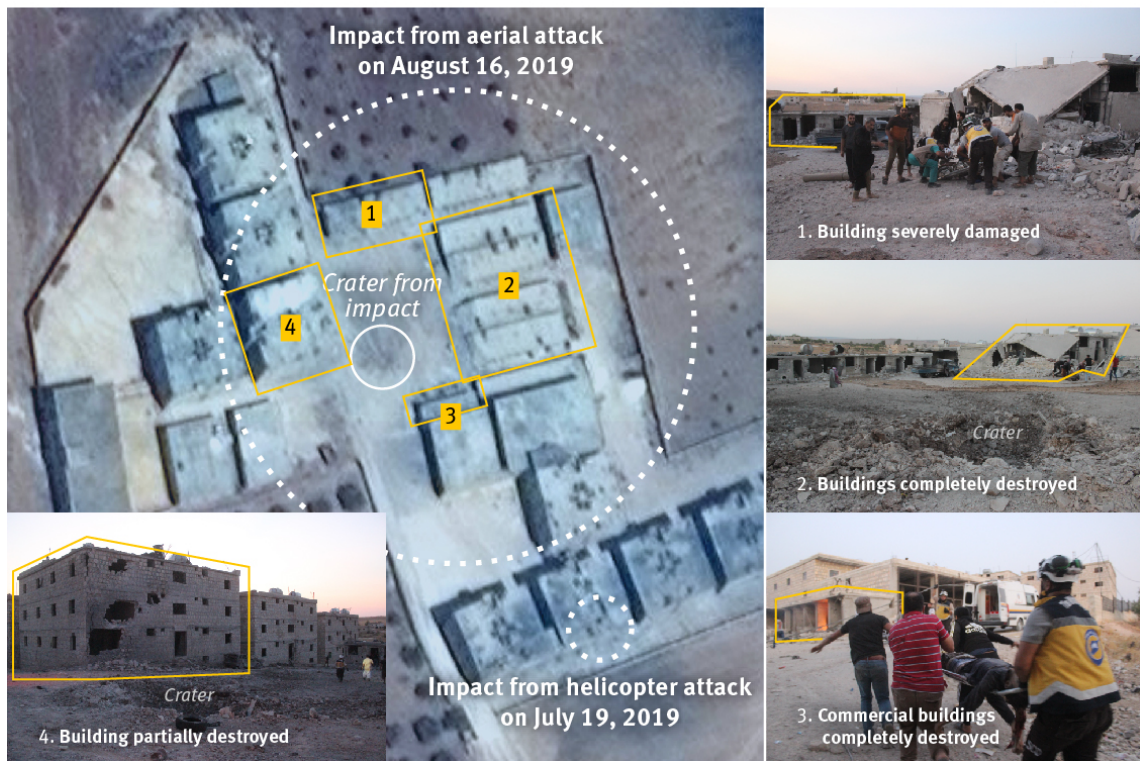 Impact from aerial attack
on August 16, 2019
1
Crater from
impact
2
4
3
Impact from helicopter attack
on July 19, 2019
1. Building severely damaged
Crater
2. Buildings completely destroyed
3. Commercial buildings
completely destroyed
Crater
4. Building partially destroyed